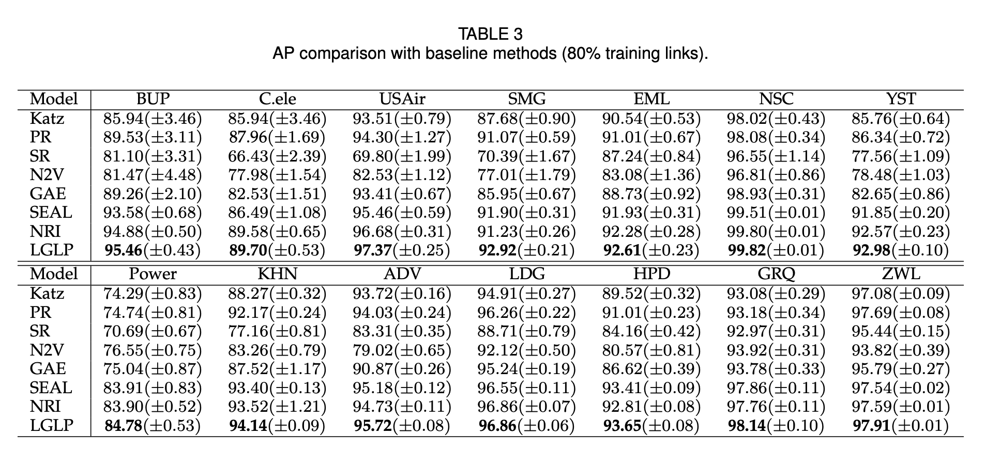 TABLE 3
AP comparison with baseline methods (80% training links).
Model BUP C.ele USAir SMG EML NSC YST
Katz 85.94(±3.46) 85.94(±3.46) 93.51(±0.79) 87.68(±0.90) 90.54(±0.53) 98.02(±0.43) 85.76(±0.64)
PR 89.53(±3.11) 87.96(±1.69) 94.30(±1.27) 91.07(±0.59) 91.01(±0.67) 98.08(±0.34) 86.34(±0.72)
SR 81.10(±3.31) 66.43(±2.39) 69.80(±1.99) 70.39(±1.67) 87.24(±0.84) 96.55(±1.14) 77.56(±1.09)
N2V 81.47(±4.48) 77.98(±1.54) 82.53(±1.12) 77.01(±1.79) 83.08(±1.36) 96.81(±0.86) 78.48(±1.03)
GAE 89.26(±2.10) 82.53(±1.51) 93.41(±0.67) 85.95(±0.67) 88.73(±0.92) 98.93(±0.31) 82.65(±0.86)
SEAL 93.58(±0.68) 86.49(±1.08) 95.46(±0.59) 91.90(±0.31) 91.93(±0.31) 99.51(±0.01) 91.85(±0.20)
NRI 94.88(±0.50) 89.58(±0.65) 96.68(±0.31) 91.23(±0.26) 92.28(±0.28) 99.80(±0.01) 92.57(±0.23)
LGLP 95.46(±0.43) 89.70(±0.53) 97.37(±0.25) 92.92(±0.21) 92.61(±0.23) 99.82(±0.01) 92.98(±0.10)
Model Power KHN ADV LDG HPD GRQ ZWL
Katz 74.29(±0.83) 88.27(±0.32) 93.72(±0.16) 94.91(±0.27) 89.52(±0.32) 93.08(±0.29) 97.08(±0.09)
PR 74.74(±0.81) 92.17(±0.24) 94.03(±0.24) 96.26(±0.22) 91.01(±0.23) 93.18(±0.34) 97.69(±0.08)
SR 70.69(±0.67) 77.16(±0.81) 83.31(±0.35) 88.71(±0.79) 84.16(±0.42) 92.97(±0.31) 95.44(±0.15)
N2V 76.55(±0.75) 83.26(±0.79) 79.02(±0.65) 92.12(±0.50) 80.57(±0.81) 93.92(±0.31) 93.82(±0.39)
GAE 75.04(±0.87) 87.52(±1.17) 90.87(±0.26) 95.24(±0.19) 86.62(±0.39) 93.78(±0.33) 95.79(±0.27)
SEAL 83.91(±0.83) 93.40(±0.13) 95.18(±0.12) 96.55(±0.11) 93.41(±0.09) 97.86(±0.11) 97.54(±0.02)
NRI 83.90(±0.52) 93.52(±1.21) 94.73(±0.11) 96.86(±0.07) 92.81(±0.08) 97.76(±0.11) 97.59(±0.01)
LGLP 84.78(±0.53) 94.14(±0.09) 95.72(±0.08) 96.86(±0.06) 93.65(±0.08) 98.14(±0.10) 97.91(±0.01)